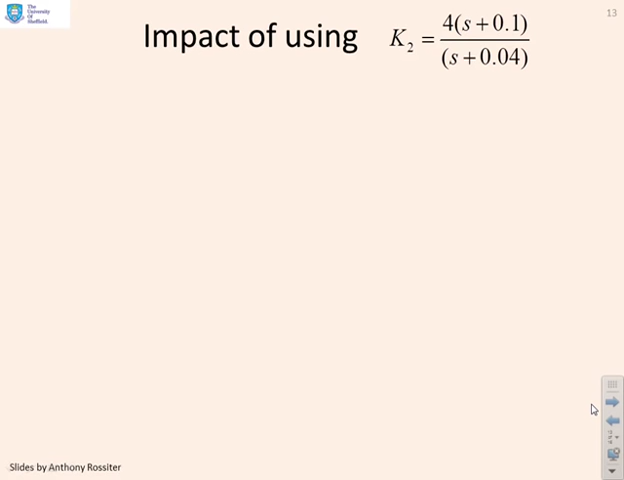 The
University
Of
Sheffield.
13
Impact of using K₂ = 4(s+0.1)/(s+0.04)
Slides by Anthony Rossiter